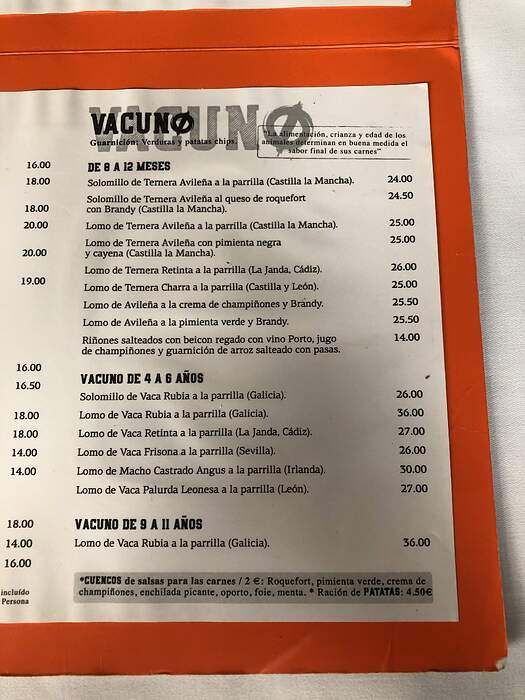 VACUNO
VACUNO
Guarnición: Verduras y patatas chips.
"La alimentación, crianza y edad de los
animales determinan en buena medida el
sabor final de sus carnes"
DE 8 A 12 MESES
Solomillo de Ternera Avileña a la parrilla (Castilla la Mancha). 24.00
Solomillo de Ternera Avileña al queso de roquefort 24.50
con Brandy (Castilla la Mancha).
Lomo de Ternera Avileña a la parrilla (Castilla la Mancha). 25.00
Lomo de Ternera Avileña con pimienta negra 25.00
y cayena (Castilla la Mancha).
Lomo de Ternera Retinta a la parrilla (La Janda, Cádiz). 26.00
Lomo de Ternera Charra a la parrilla (Castilla y León). 25.00
Lomo de Avileña a la crema de champiñones y Brandy. 25.50
Lomo de Avileña a la pimienta verde y Brandy. 25.50
Riñones salteados con beicon regado con vino Porto, jugo 14.00
de champiñones y guarnición de arroz salteado con pasas.
VACUNO DE 4 A 6 AÑOS
Solomillo de Vaca Rubia a la parrilla (Galicia). 26.00
Lomo de Vaca Rubia a la parrilla (Galicia). 36.00
Lomo de Vaca Retinta a la parrilla (La Janda, Cádiz). 27.00
Lomo de Vaca Frisona a la parrilla (Sevilla). 26.00
Lomo de Macho Castrado Angus a la parrilla (Irlanda). 30.00
Lomo de Vaca Palurda Leonesa a la parrilla (León). 27.00
VACUNO DE 9 A 11 AÑOS
Lomo de Vaca Rubia a la parrilla (Galicia). 36.00
*CUENCOS de salsas para las carnes / 2 €: Roquefort, pimienta verde, crema de
champiñones, enchilada picante, oporto, foie, menta. * Ración de PATATAS: 4.50€
16.00
18.00
18.00
20.00
20.00
19.00
16.00
16.50
18.00
18.00
14.00
14.00
18.00
14.00
16.00
incluído
Persona